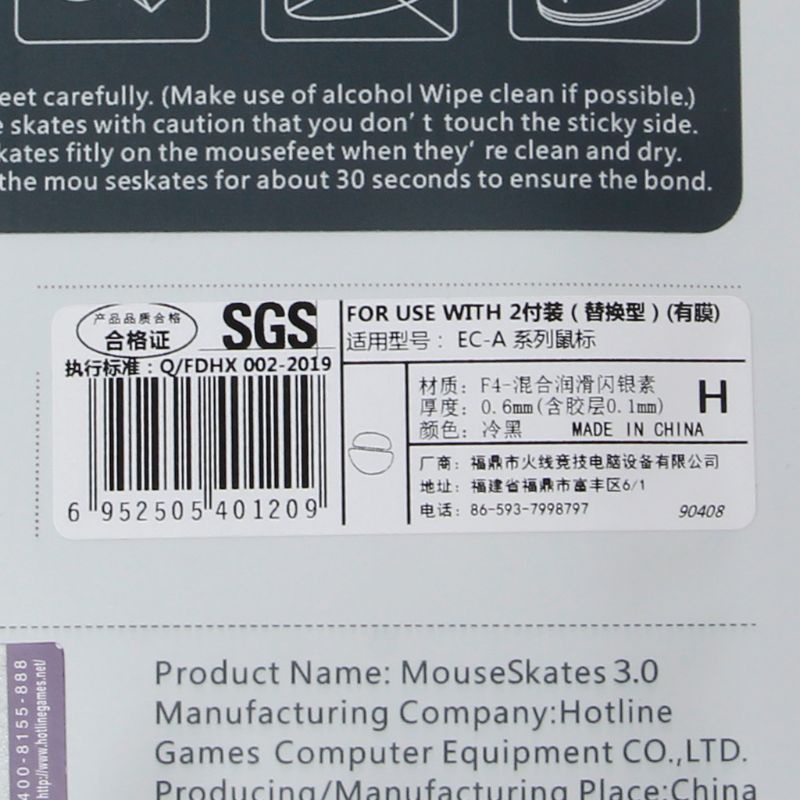 eet carefully. (Make use of alcohol Wipe clean if possible.)
skates with caution that you don't touch the sticky side.
kates fitly on the mousefeet when they're clean and dry.
the mou seskates for about 30 seconds to ensure the bond.
产品品质合格
合格证
SGS
执行标准：Q/FDHX 002-2019
6 952505 401209
FOR USE WITH 2付装（替换型）(有膜)
适用型号： EC-A 系列鼠标
材质：F4-混合润滑闪银素
厚度：0.6mm(含胶层0.1mm)
颜色：冷黑 MADE IN CHINA
H
厂商：福鼎市火线竞技电脑设备有限公司
地址：福建省福鼎市富丰区6/1
电话：86-593-7998797 90408
400-8155-888
http://www.hotlinegames.net/
Product Name: MouseSkates 3.0
Manufacturing Company:Hotline
Games Computer Equipment CO.,LTD.
Producing/Manufacturing Place:China